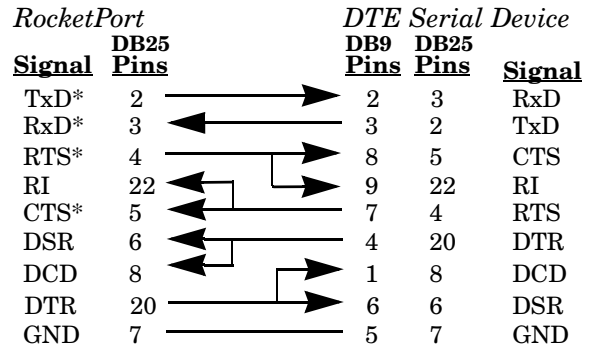 RocketPort DTE Serial Device
DB25 DB9 DB25
Signal Pins Pins Pins Signal
TxD* 2 2 3 RxD
RxD* 3 3 2 TxD
RTS* 4 8 5 CTS
RI 22 9 22 RI
CTS* 5 7 4 RTS
DSR 6 4 20 DTR
DCD 8 1 8 DCD
DTR 20 6 6 DSR
GND 7 5 7 GND